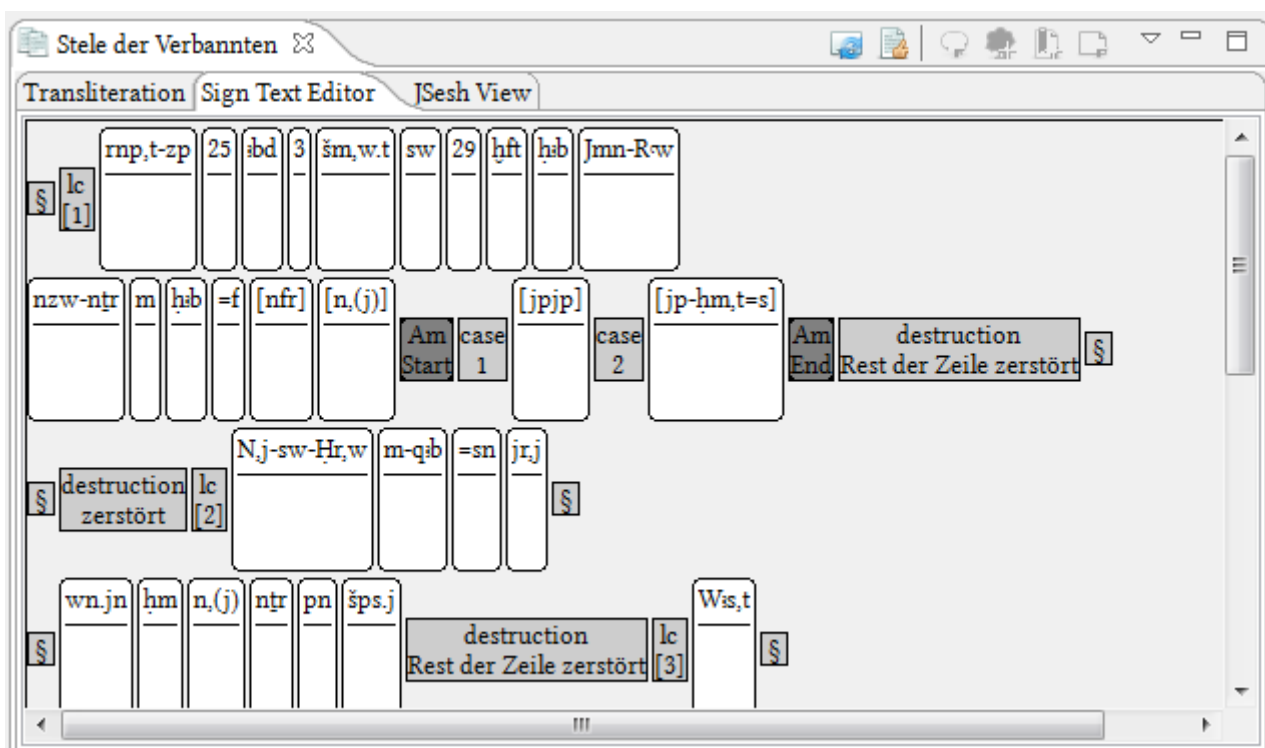 Stele der Verbannten
Transliteration Sign Text Editor JSesh View
§ lc [1] rnp,t-zp 25 ꜣbd 3 šm,w.t sw 29 ḫft ḥꜣb Jmn-Rꜥw
nzw-nṯr m ḥꜣb =f [nfr] [n,(j)] Am Start case 1 [jpjp] case 2 [jp-ḥm,t=s] Am End destruction Rest der Zeile zerstört §
§ destruction zerstört lc [2] N,j-sw-Ḥr,w m-qꜣb =sn jr,j §
§ wn.jn ḥm n,(j) nṯr pn šps.j destruction Rest der Zeile zerstört lc [3] Wꜣs,t §